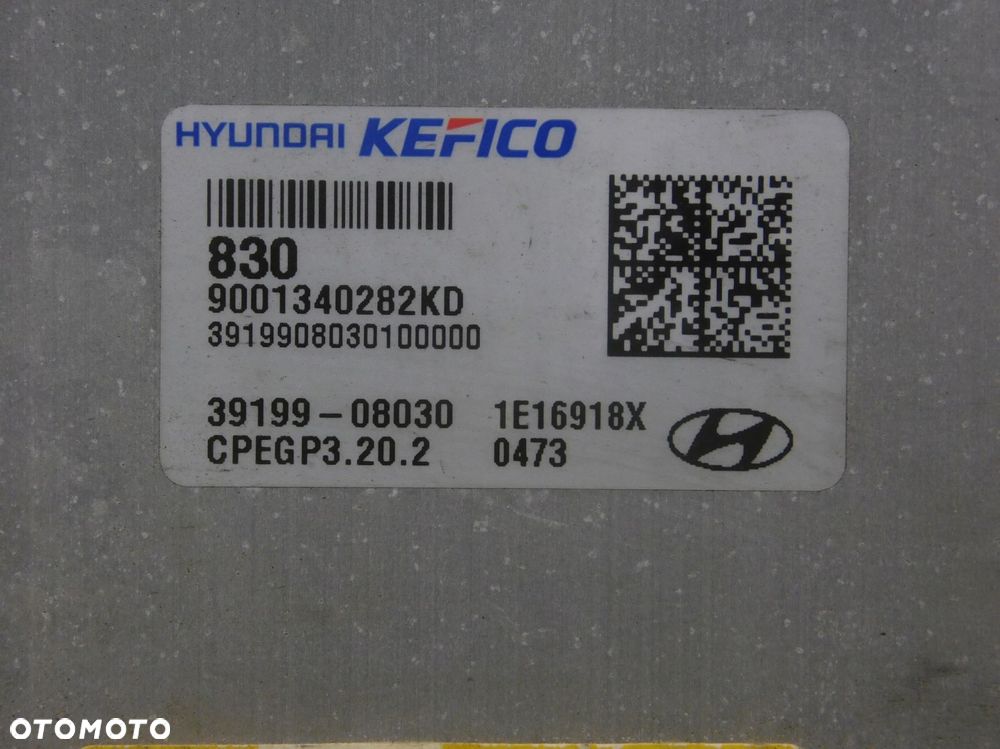 HYUNDAI KEFICO
830
9001340282KD
3919908030100000
39199-08030 1E16918X
CPEGP3.20.2 0473
OTOMOTO